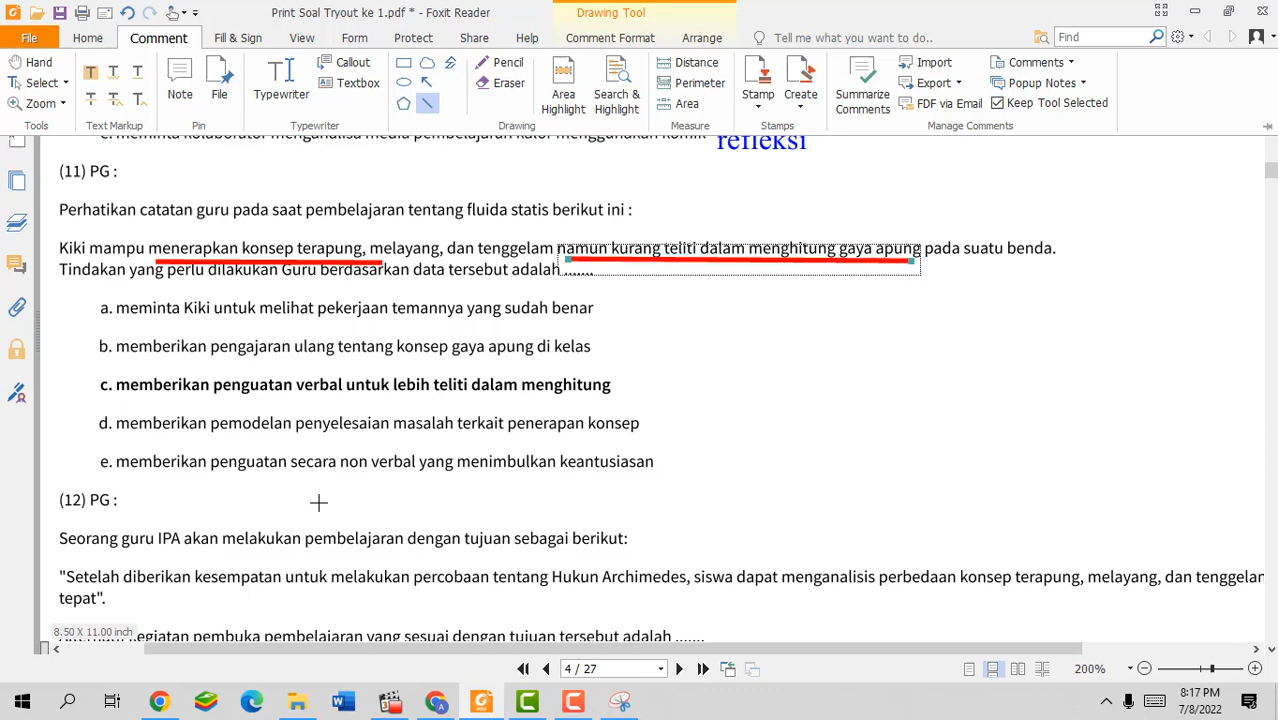 Print Soal Tryout ke 1.pdf * - Foxit Reader
Drawing Tool
File
Home
Comment
Fill & Sign
View
Form
Protect
Share
Help
Comment Format
Arrange
Tell me what you want to do..
Find
Hand
Select
Zoom
Tools
Text Markup
Note
File
Pin
Typewriter
Callout
Textbox
Typewriter
Pencil
Eraser
Area Highlight
Search & Highlight
Drawing
Distance
Perimeter
Area
Measure
Stamp
Create
Stamps
Summarize Comments
Import
Export
FDF via Email
Comments
Popup Notes
Keep Tool Selected
Manage Comments
refleksi
(11) PG :
Perhatikan catatan guru pada saat pembelajaran tentang fluida statis berikut ini :
Kiki mampu menerapkan konsep terapung, melayang, dan tenggelam namun kurang teliti dalam menghitung gaya apung pada suatu benda.
Tindakan yang perlu dilakukan Guru berdasarkan data tersebut adalah .......
a. meminta Kiki untuk melihat pekerjaan temannya yang sudah benar
b. memberikan pengajaran ulang tentang konsep gaya apung di kelas
c. memberikan penguatan verbal untuk lebih teliti dalam menghitung
d. memberikan pemodelan penyelesaian masalah terkait penerapan konsep
e. memberikan penguatan secara non verbal yang menimbulkan keantusiasan
(12) PG :
Seorang guru IPA akan melakukan pembelajaran dengan tujuan sebagai berikut:
"Setelah diberikan kesempatan untuk melakukan percobaan tentang Hukun Archimedes, siswa dapat menganalisis perbedaan konsep terapung, melayang, dan tenggelan
tepat".
kegiatan pembuka pembelajaran yang sesuai dengan tujuan tersebut adalah .......
8.50 X 11.00 inch
4 / 27
200%
8:17 PM
7/8/2022